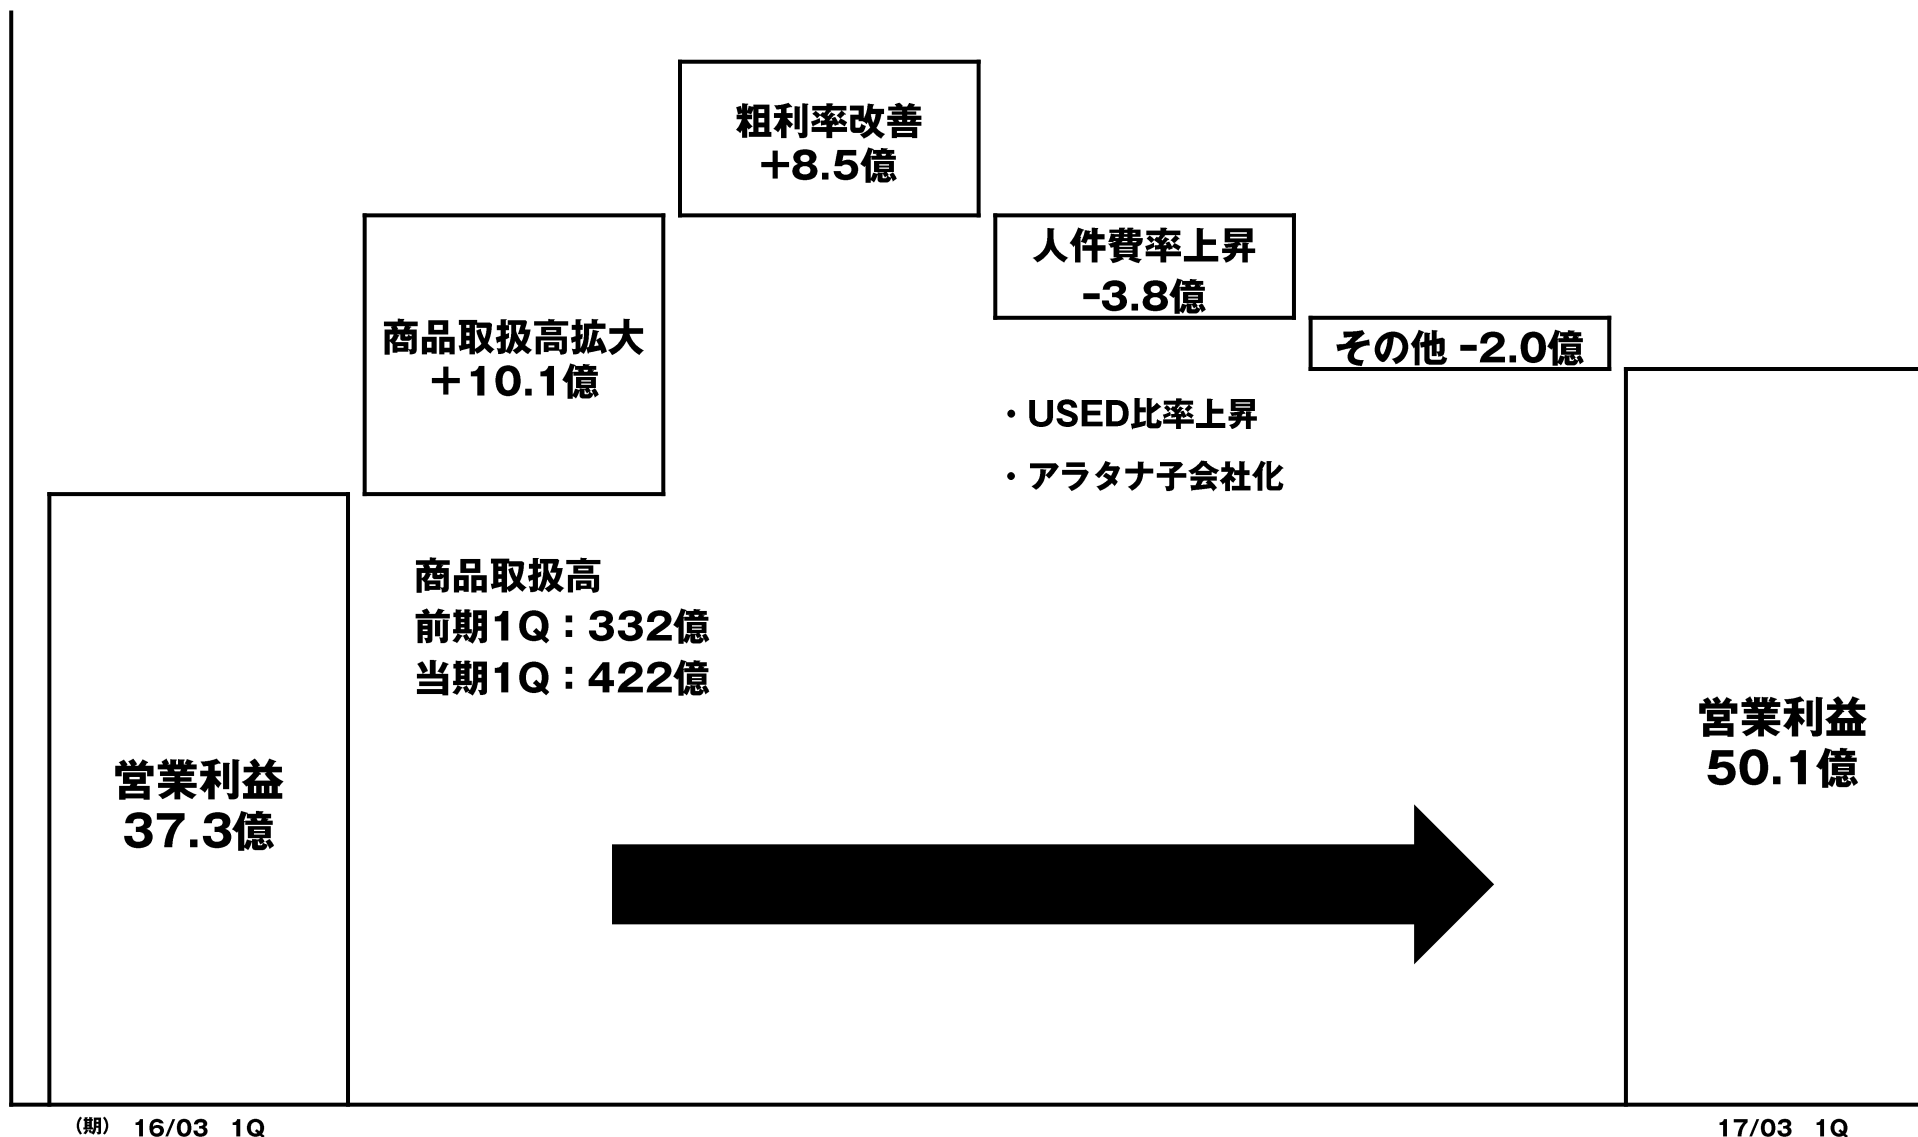 粗利率改善
+8.5億
商品取扱高拡大
+10.1億
人件費率上昇
-3.8億
その他 -2.0億
・USED比率上昇
・アラタナ子会社化
商品取扱高
前期1Q：332億
当期1Q：422億
営業利益
37.3億
営業利益
50.1億
（期） 16/03 1Q
17/03 1Q